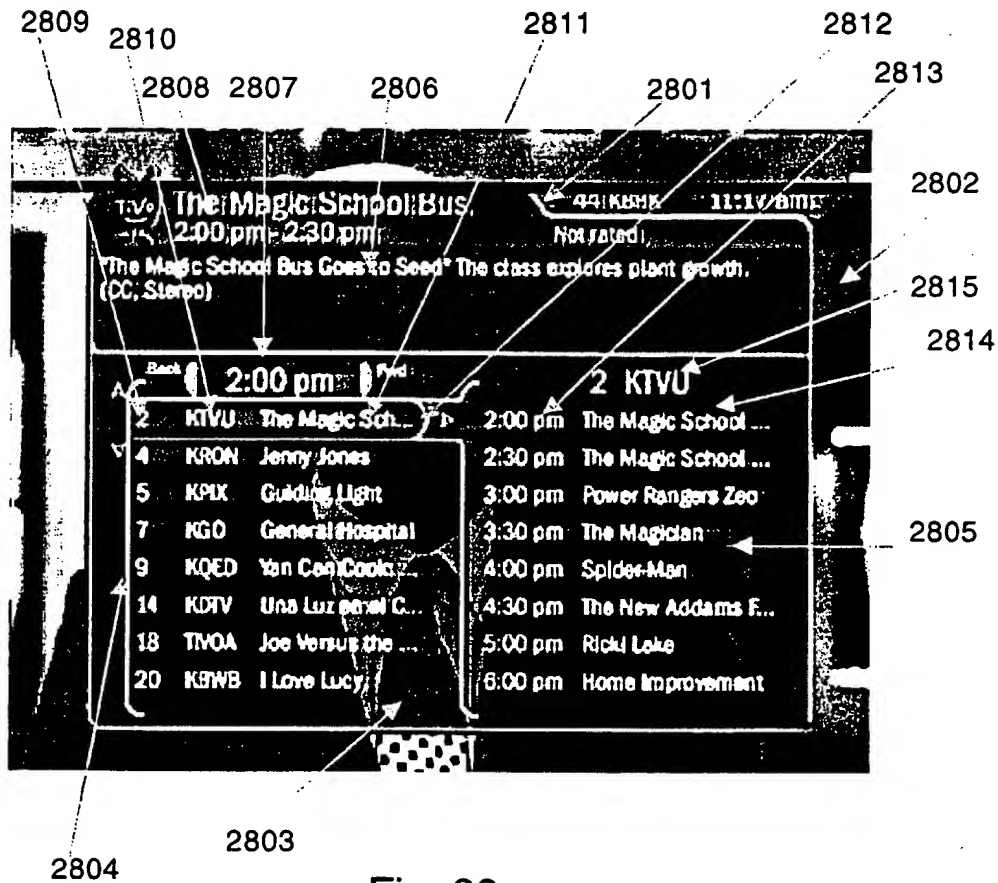 2809 2810 2811 2812
2808 2807 2806 2801 2813
2802
The Magic School Bus 44 KBHK
2:00 pm - 2:30 pm Not rated
"The Magic School Bus Goes to Seed" The class explores plant growth.
(CC, Stereo)
2815
2814
Back 2:00 pm Fwd 2 KTVU
2 KTVU The Magic Sch... 2:00 pm The Magic School ...
4 KRON Jenny Jones 2:30 pm The Magic School ...
5 KPIX Guiding Light 3:00 pm Power Rangers Zeo
7 KGO General Hospital 3:30 pm The Magician
2805
9 KQED Yan Can Cook: ... 4:00 pm Spider-Man
14 KDTV Una Luz en el C... 4:30 pm The New Addams F...
18 TIVOA Joe Versus the ... 5:00 pm Ricki Lake
20 KBWB I Love Lucy 6:00 pm Home Improvement
2803
2804